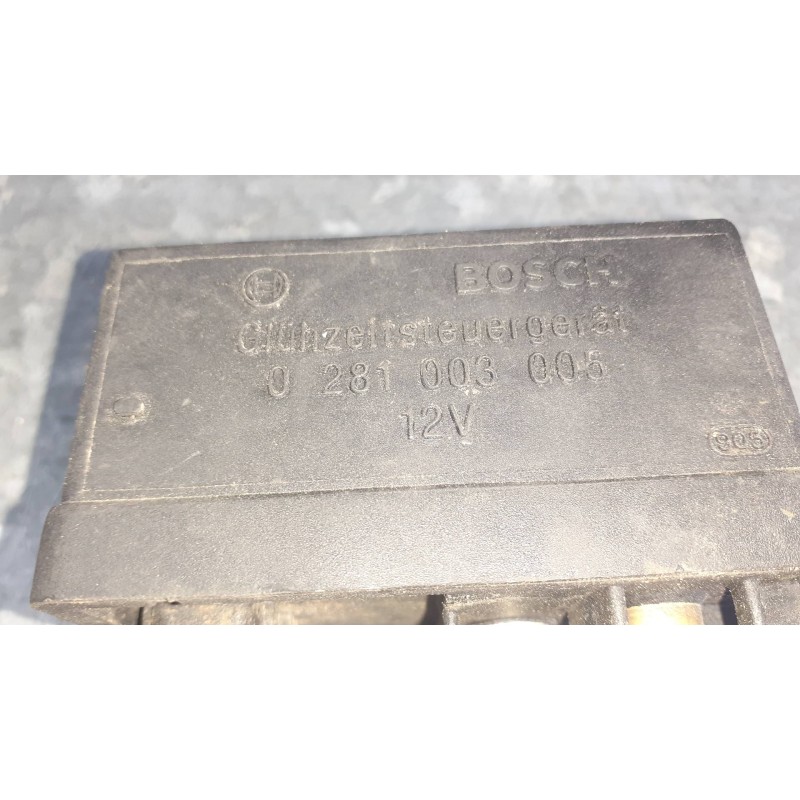 BOSCH
Glühzeitsteuergerät
0 281 003 005
12V
905